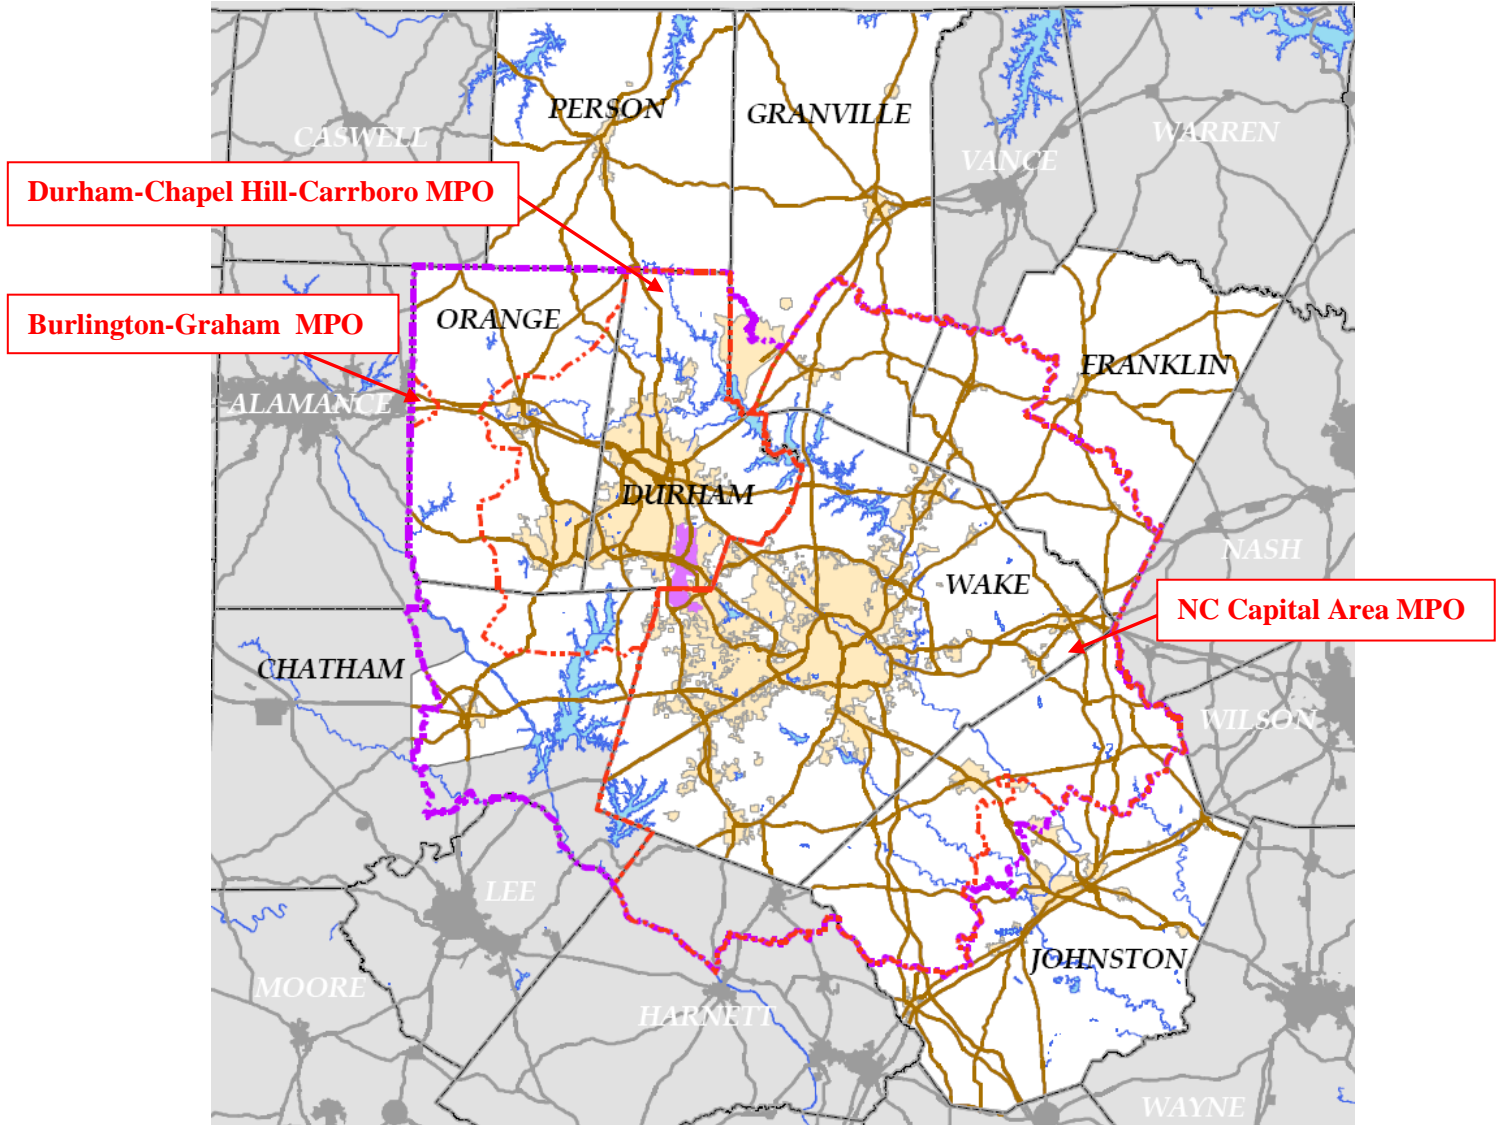 PERSON
GRANVILLE
CASWELL
WARREN
VANCE
Durham-Chapel Hill-Carrboro MPO
Burlington-Graham  MPO
ORANGE
FRANKLIN
ALAMANCE
DURHAM
NASH
WAKE
NC Capital Area MPO
CHATHAM
WILSON
LEE
JOHNSTON
MOORE
HARNETT
WAYNE